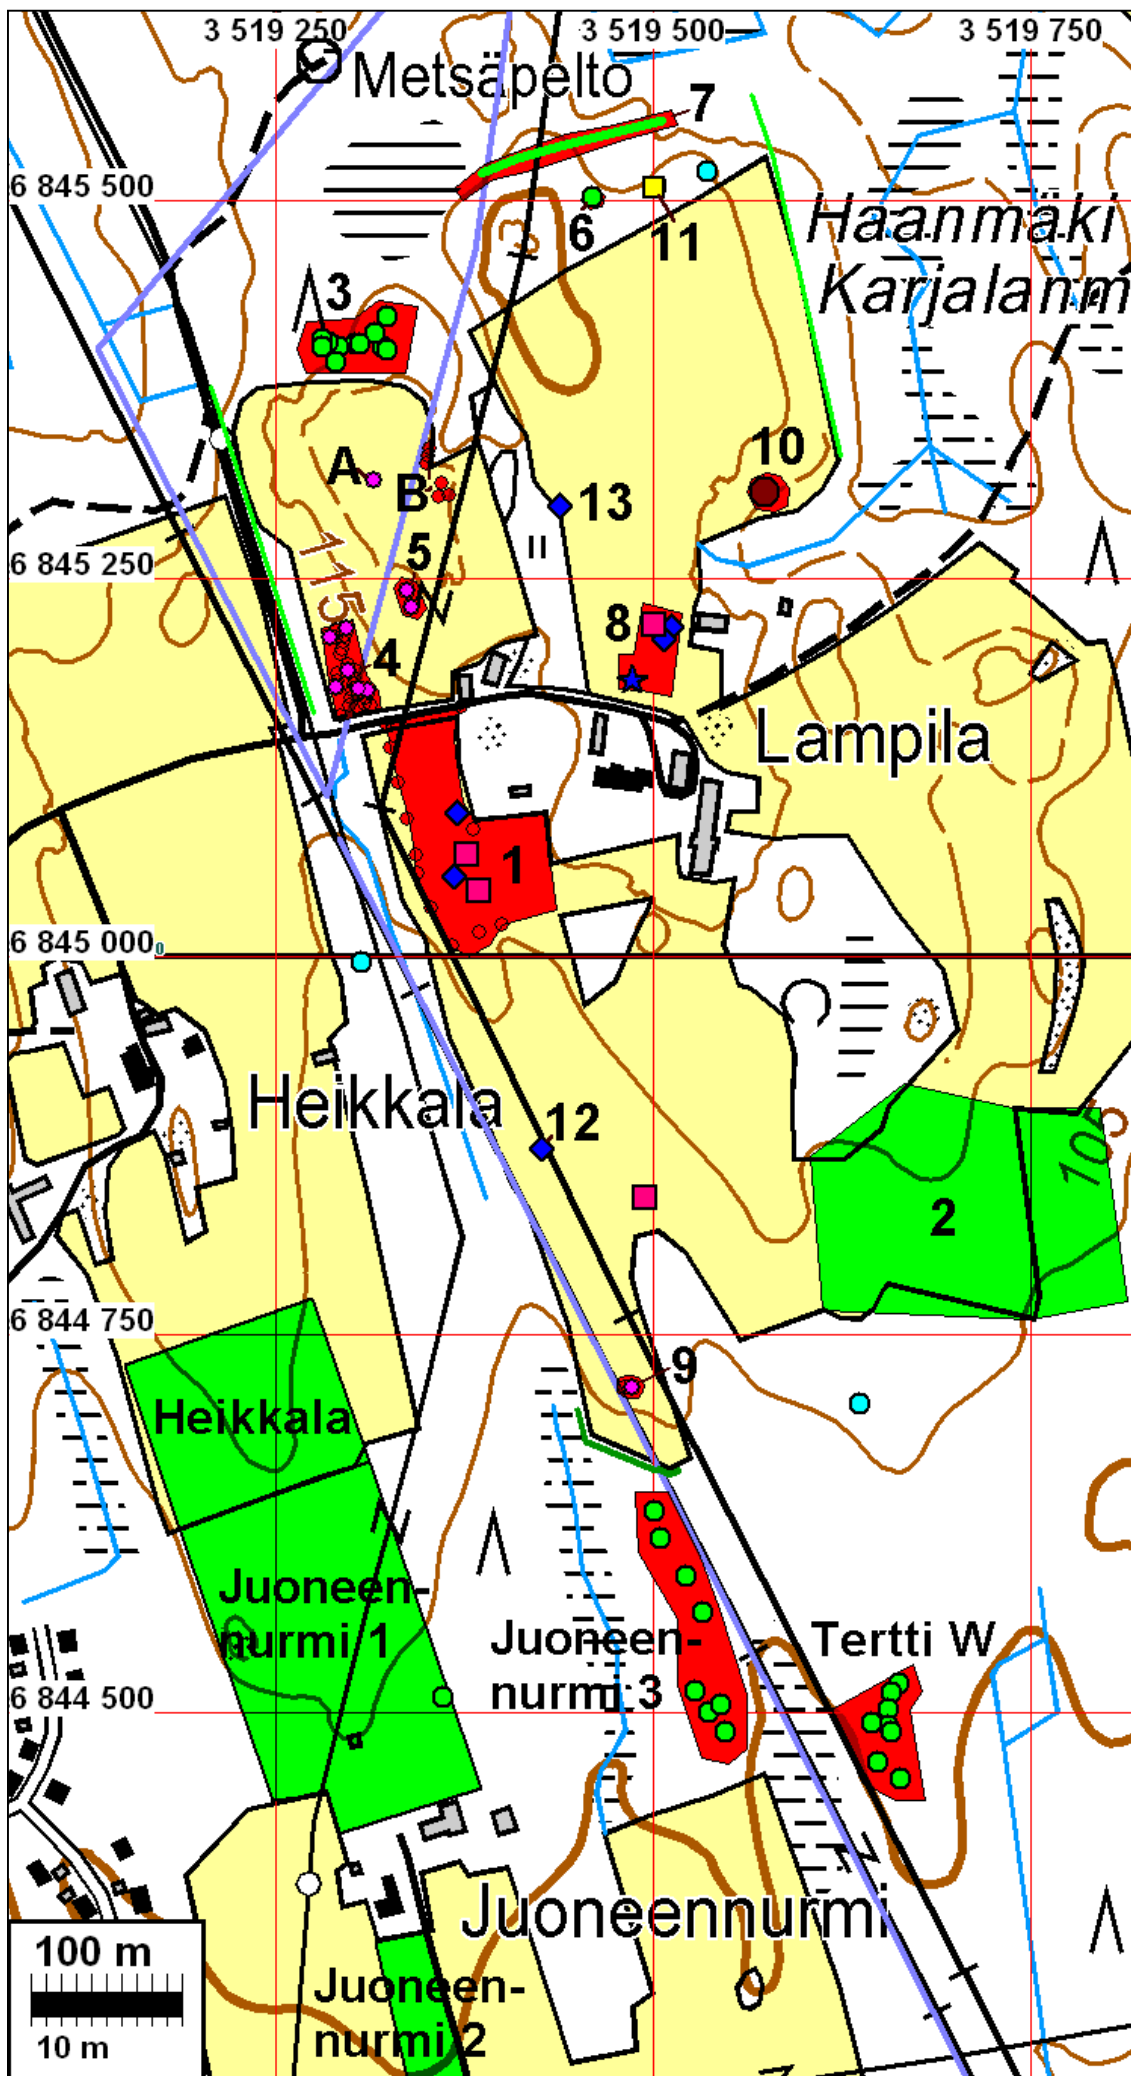 3 519 250
3 519 500
3 519 750
Metsäpelto
7
6 845 500
6
11
Haanmäki
Karjalanm
3
10
A
B
13
5
6 845 250
115
8
4
Lampila
1
6 845 000
0
Heikkala
12
105
2
6 844 750
9
Heikkala
Juoneen-
nurmi 1
Juoneen-
nurmi 3
Tertti W
6 844 500
Juoneennurmi
100 m
10 m
Juoneen-
nurmi 2